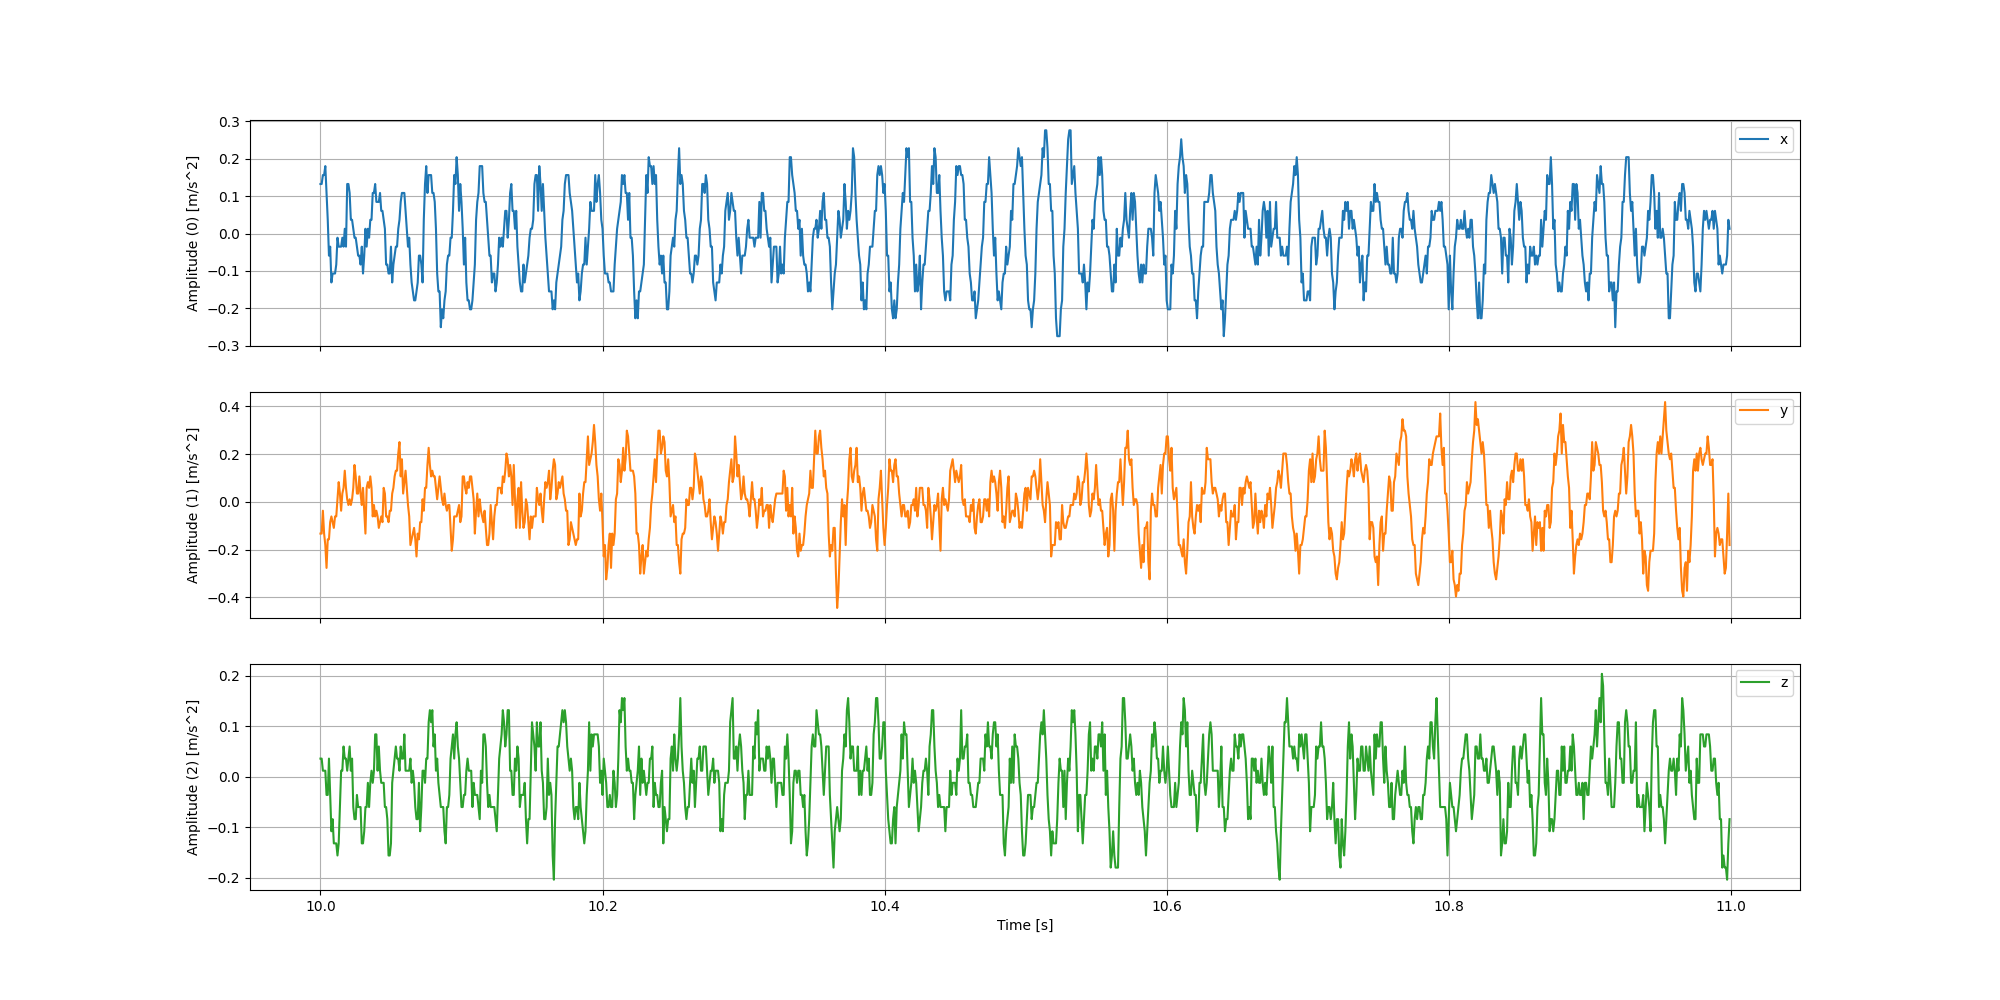 Amplitude (0) [m/s^2]
0.3
0.2
0.1
0.0
−0.1
−0.2
−0.3
x
Amplitude (1) [m/s^2]
0.4
0.2
0.0
−0.2
−0.4
y
Amplitude (2) [m/s^2]
0.2
0.1
0.0
−0.1
−0.2
z
10.0 10.2 10.4 10.6 10.8 11.0
Time [s]